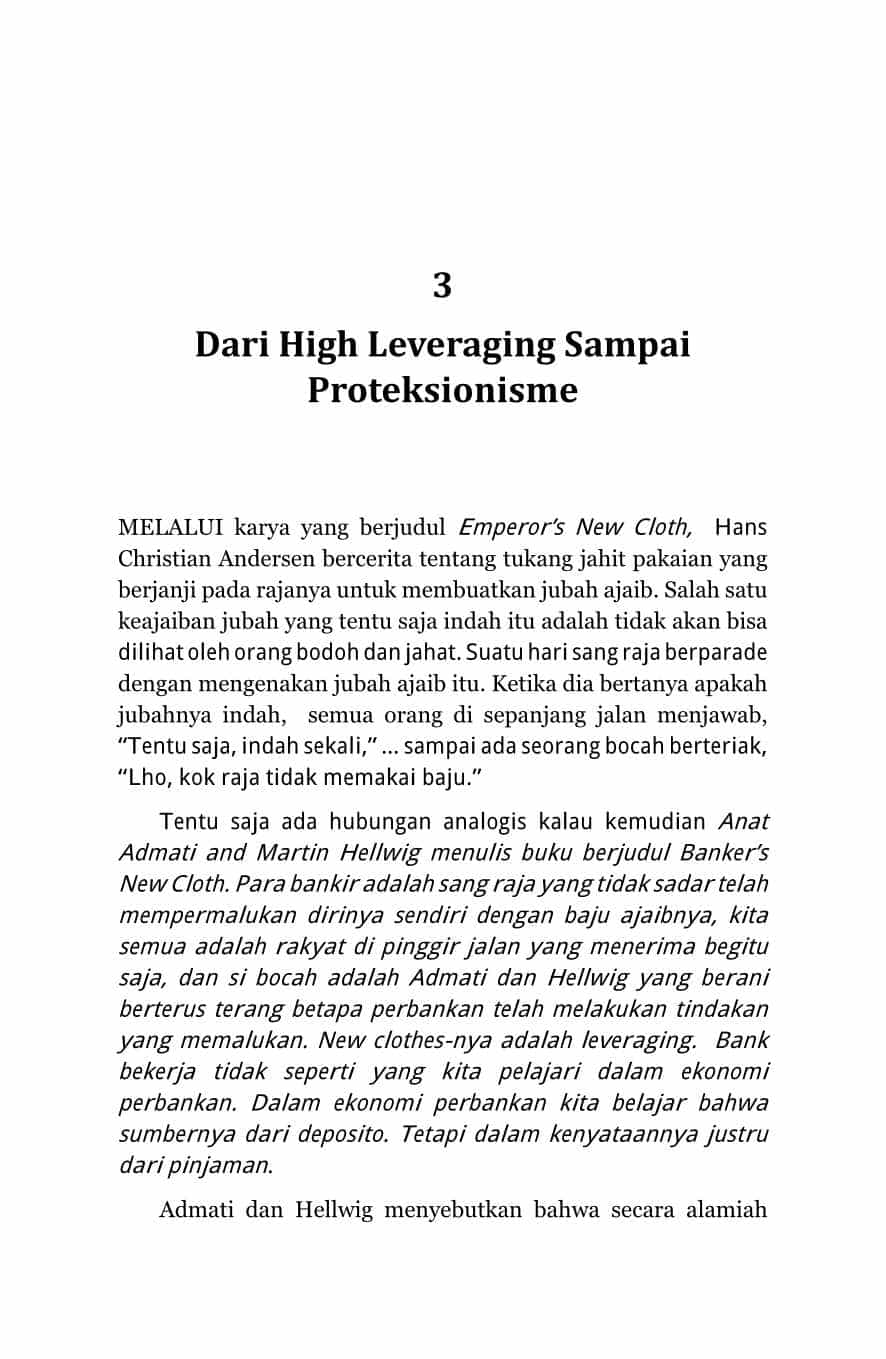 3
Dari High Leveraging Sampai
Proteksionisme
MELALUI karya yang berjudul Emperor’s New Cloth, Hans
Christian Andersen bercerita tentang tukang jahit pakaian yang
berjanji pada rajanya untuk membuatkan jubah ajaib. Salah satu
keajaiban jubah yang tentu saja indah itu adalah tidak akan bisa
dilihat oleh orang bodoh dan jahat. Suatu hari sang raja berparade
dengan mengenakan jubah ajaib itu. Ketika dia bertanya apakah
jubahnya indah, semua orang di sepanjang jalan menjawab,
“Tentu saja, indah sekali,” ... sampai ada seorang bocah berteriak,
“Lho, kok raja tidak memakai baju.”
Tentu saja ada hubungan analogis kalau kemudian Anat
Admati and Martin Hellwig menulis buku berjudul Banker’s
New Cloth. Para bankir adalah sang raja yang tidak sadar telah
mempermalukan dirinya sendiri dengan baju ajaibnya, kita
semua adalah rakyat di pinggir jalan yang menerima begitu
saja, dan si bocah adalah Admati dan Hellwig yang berani
berterus terang betapa perbankan telah melakukan tindakan
yang memalukan. New clothes-nya adalah leveraging. Bank
bekerja tidak seperti yang kita pelajari dalam ekonomi
perbankan. Dalam ekonomi perbankan kita belajar bahwa
sumbernya dari deposito. Tetapi dalam kenyataannya justru
dari pinjaman.
Admati dan Hellwig menyebutkan bahwa secara alamiah